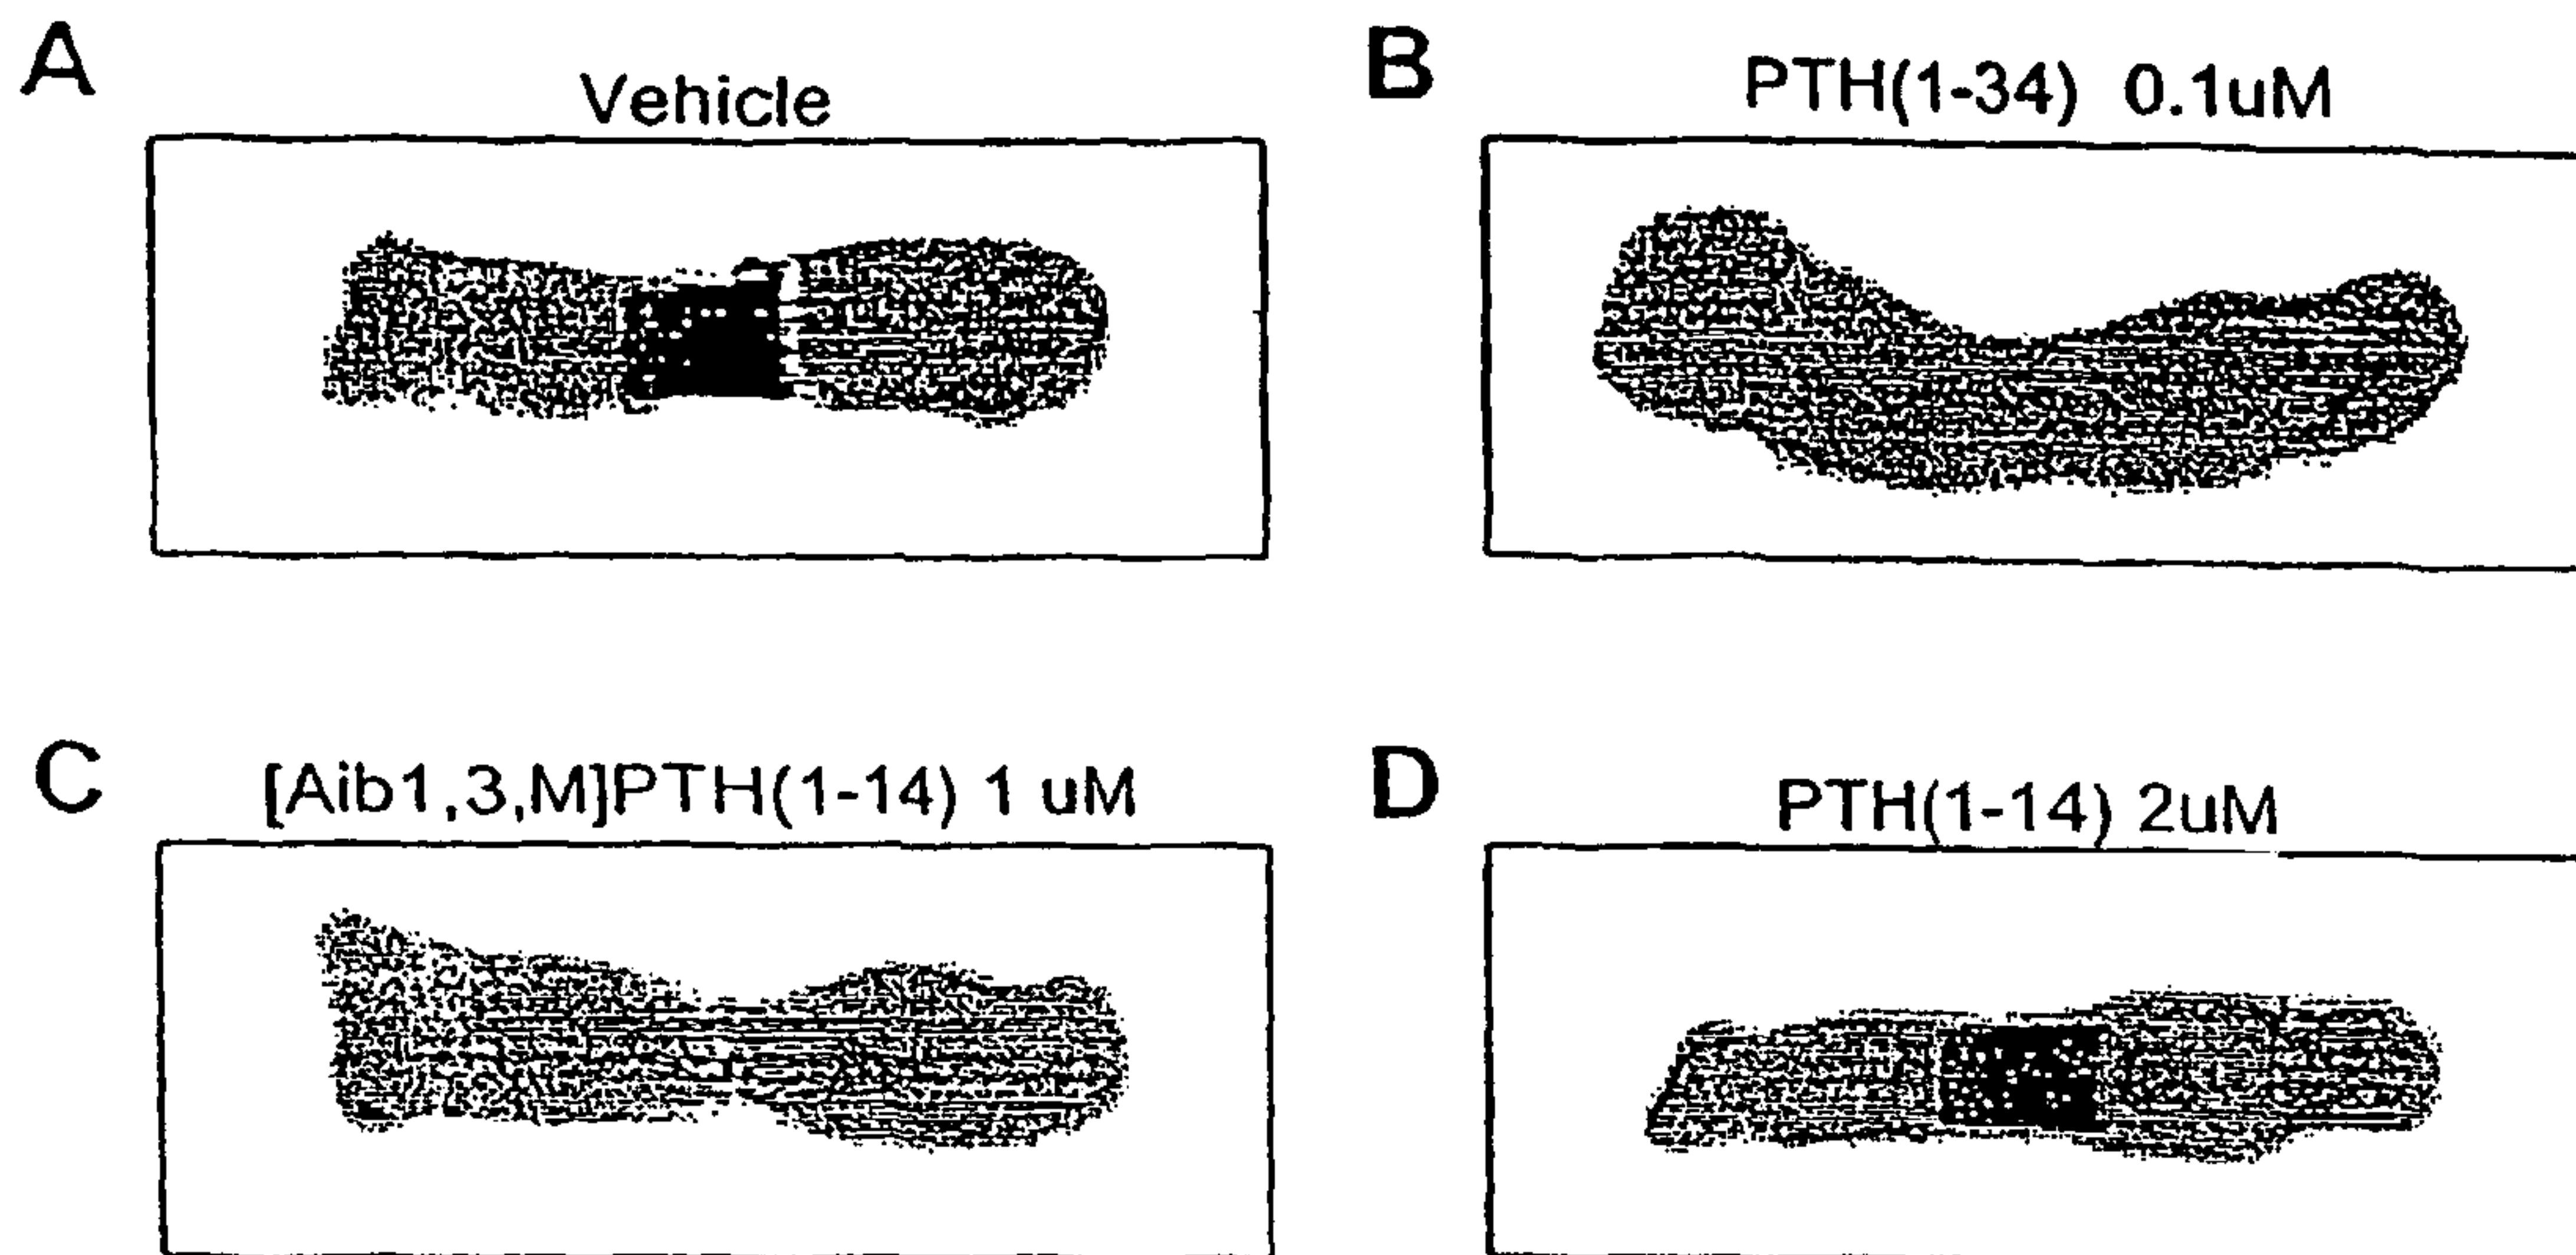 A
Vehicle
B
PTH(1-34) 0.1uM
C
[Aib1,3,M]PTH(1-14) 1 uM
D
PTH(1-14) 2uM